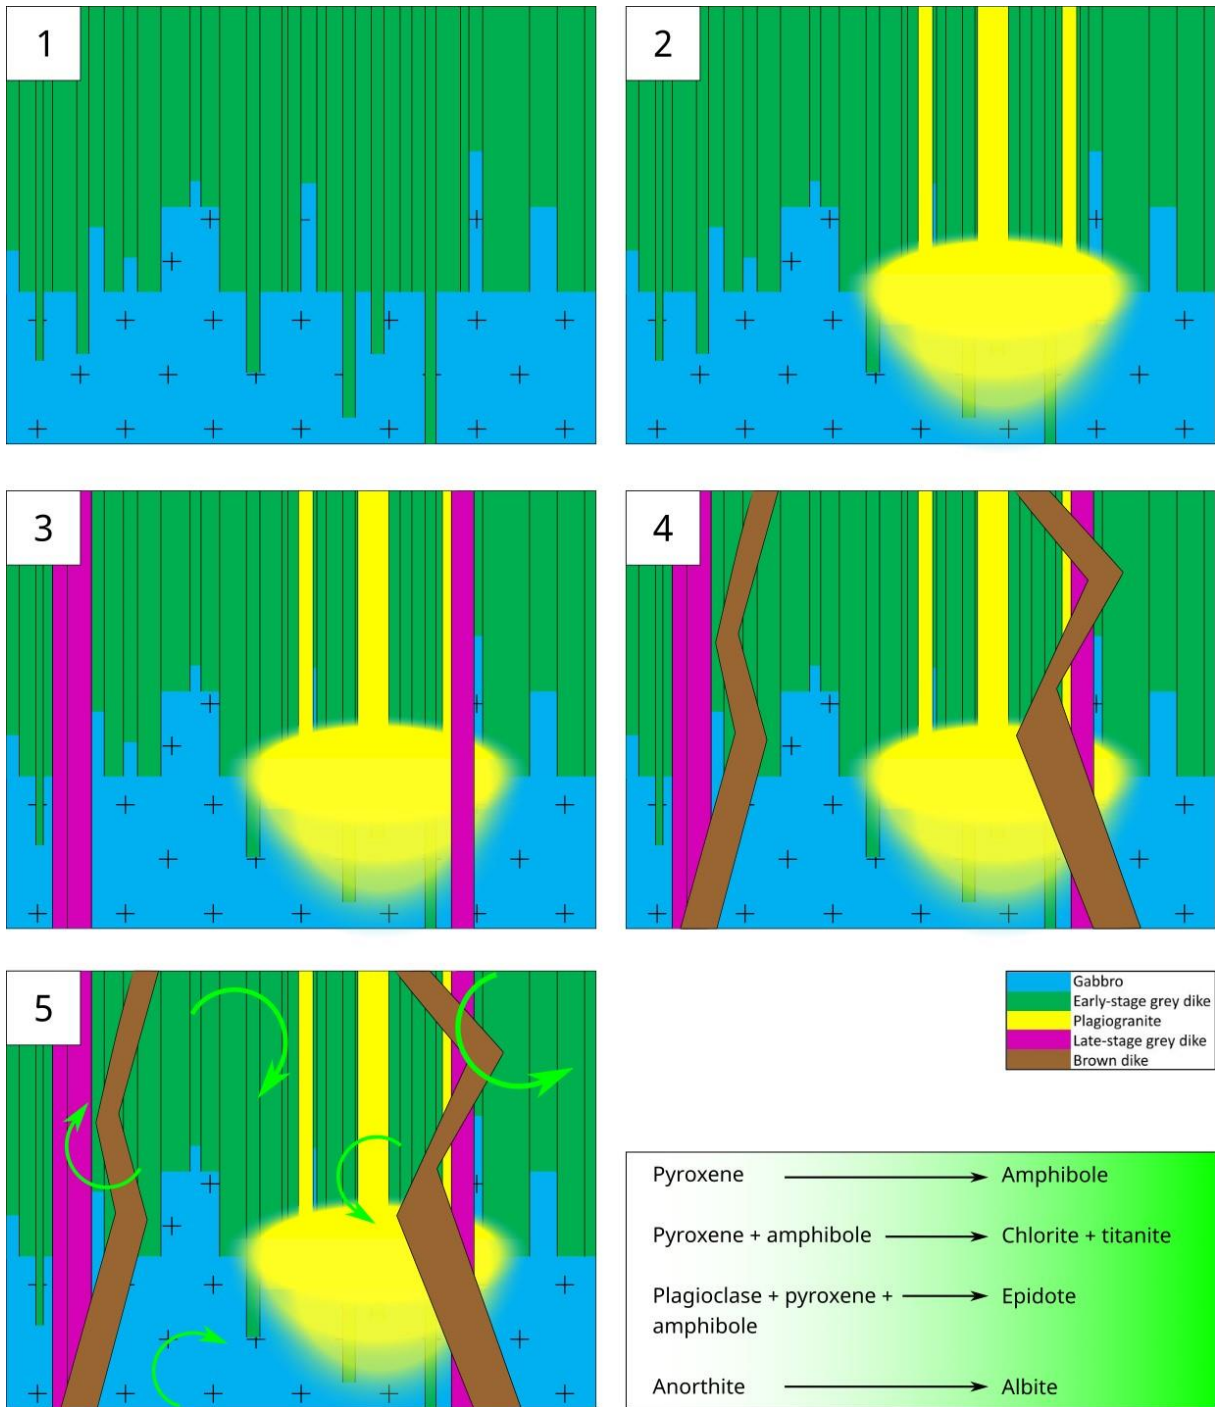 1
2
3
4
5
Gabbro
Early-stage grey dike
Plagiogranite
Late-stage grey dike
Brown dike
Pyroxene Amphibole
Pyroxene + amphibole Chlorite + titanite
Plagioclase + pyroxene + Epidote
amphibole
Anorthite Albite